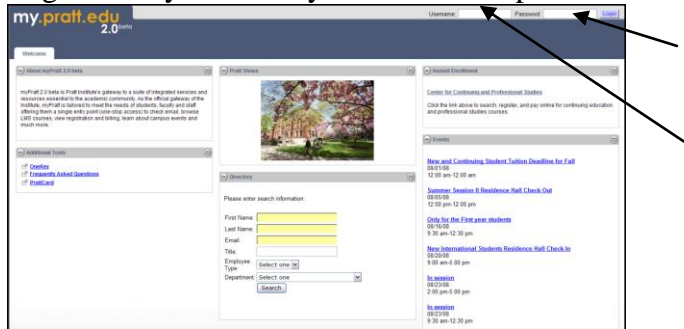 my.pratt.edu
2.0 beta
Username
Password
Login
Welcome
About myPratt 2.0 beta
myPratt 2.0 beta is Pratt Institute's gateway to a suite of integrated services and
resources essential to the academic community. As the official gateway of the
Institute, myPratt is tailored to meet the needs of students, faculty and staff
offering them a single entry point (one-stop access) to check email, browse
LMS courses, view registration and billing, learn about campus events and
much more.
Additional Tools
OneKey
Frequently Asked Questions
PrattCard
Pratt Views
Directory
Please enter search information:
First Name:
Last Name:
Email:
Title:
Employee
Type:
Select one
Department:
Select one
Search
Instant Enrollment
Center for Continuing and Professional Studies
Click the link above to search, register, and pay online for continuing education
and professional studies courses.
Events
New and Continuing Student Tuition Deadline for Fall
08/01/08
12:00 am-12:00 am
Summer Session II Residence Hall Check Out
08/05/08
12:00 pm-12:00 pm
Only for the First year students
08/16/08
9:30 am-12:30 pm
New International Students Residence Hall Check-In
08/20/08
9:00 am-5:00 pm
In session
08/23/08
2:00 pm-5:00 pm
In session
08/23/08
9:30 am-12:30 pm